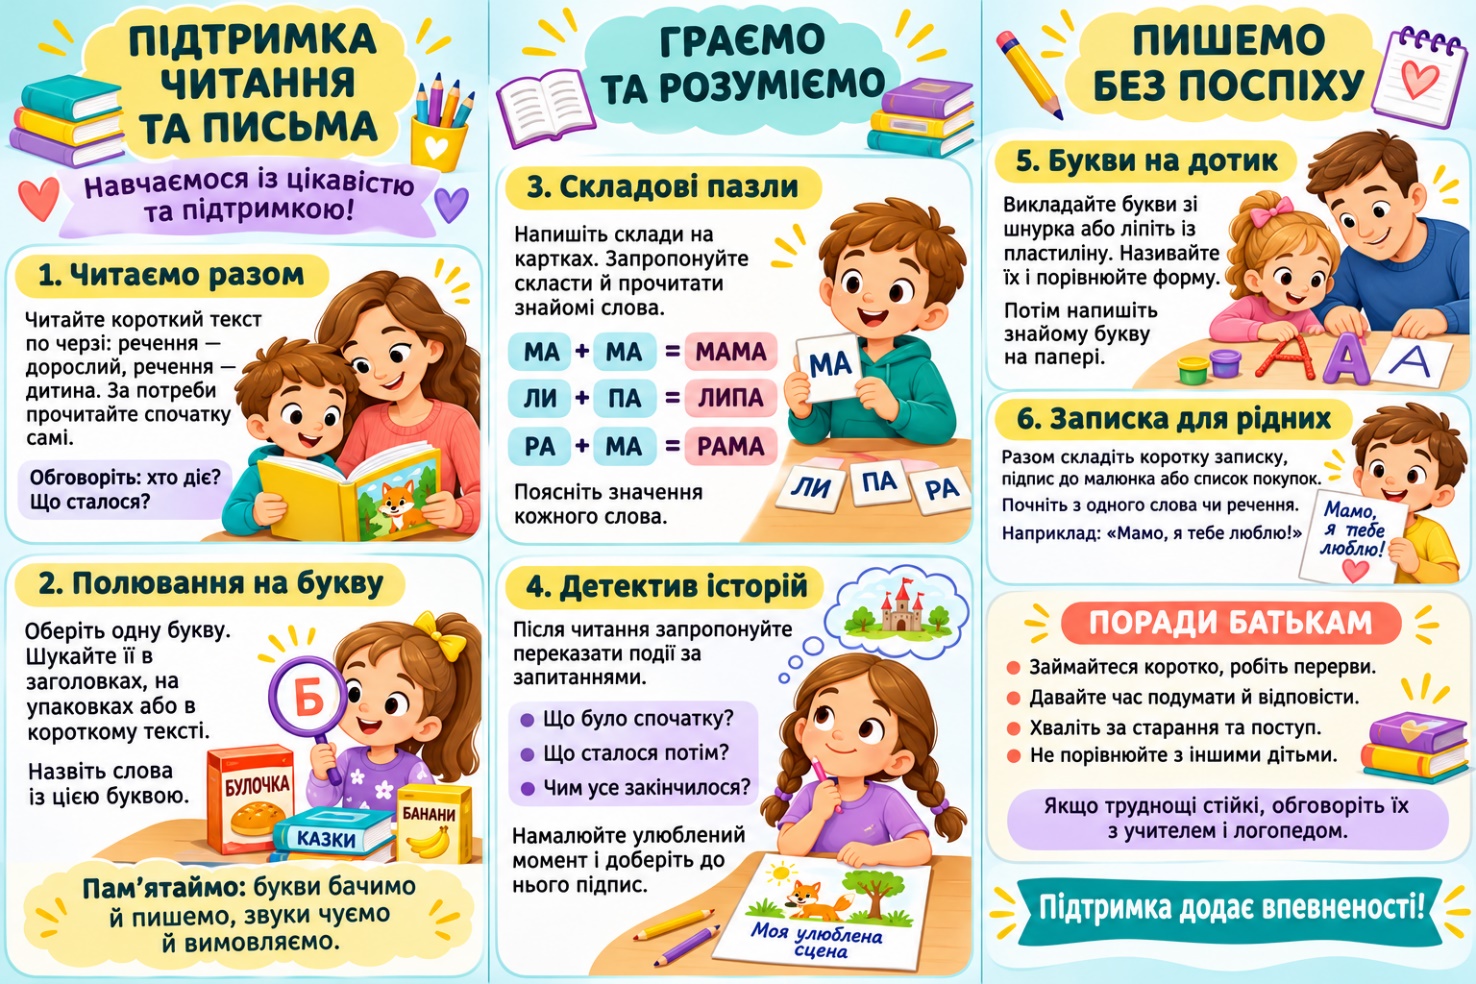 ПІДТРИМКА
ЧИТАННЯ
ТА ПИСЬМА
Навчаємося із цікавістю
та підтримкою!
1. Читаємо разом
Читайте короткий текст
по черзі: речення —
дорослий, речення —
дитина. За потреби
прочитайте спочатку
самі.
Обговоріть: хто діє?
Що сталося?
2. Полювання на букву
Оберіть одну букву.
Шукайте її в
заголовках, на
упаковках або в
короткому тексті.
Назвіть слова
із цією буквою.
Б
БУЛОЧКА
КАЗКИ
БАНАНИ
Пам’ятаймо: букви бачимо
й пишемо, звуки чуємо
й вимовляємо.
ГРАЄМО
ТА РОЗУМІЄМО
3. Складові пазли
Напишіть склади на
картках. Запропонуйте
скласти й прочитати
знайомі слова.
МА + МА = МАМА
ЛИ + ПА = ЛИПА
РА + МА = РАМА
Поясніть значення
кожного слова.
МА
ЛИ ПА РА
4. Детектив історій
Після читання запропонуйте
переказати події за
запитаннями.
Що було спочатку?
Що сталося потім?
Чим усе закінчилося?
Намалюйте улюблений
момент і доберіть до
нього підпис.
Моя улюблена
сцена
ПИШЕМО
БЕЗ ПОСПІХУ
5. Букви на дотик
Викладайте букви зі
шнурка або ліпіть із
пластиліну. Називайте
їх і порівнюйте форму.
Потім напишіть
знайому букву
на папері.
А А А
6. Записка для рідних
Разом складіть коротку записку,
підпис до малюнка або список покупок.
Почніть з одного слова чи речення.
Наприклад: «Мамо, я тебе люблю!»
Мамо,
я тебе
люблю!
ПОРАДИ БАТЬКАМ
Займайтеся коротко, робіть перерви.
Давайте час подумати й відповісти.
Хваліть за старання та поступ.
Не порівнюйте з іншими дітьми.
Якщо труднощі стійкі, обговоріть їх
з учителем і логопедом.
Підтримка додає впевненості!